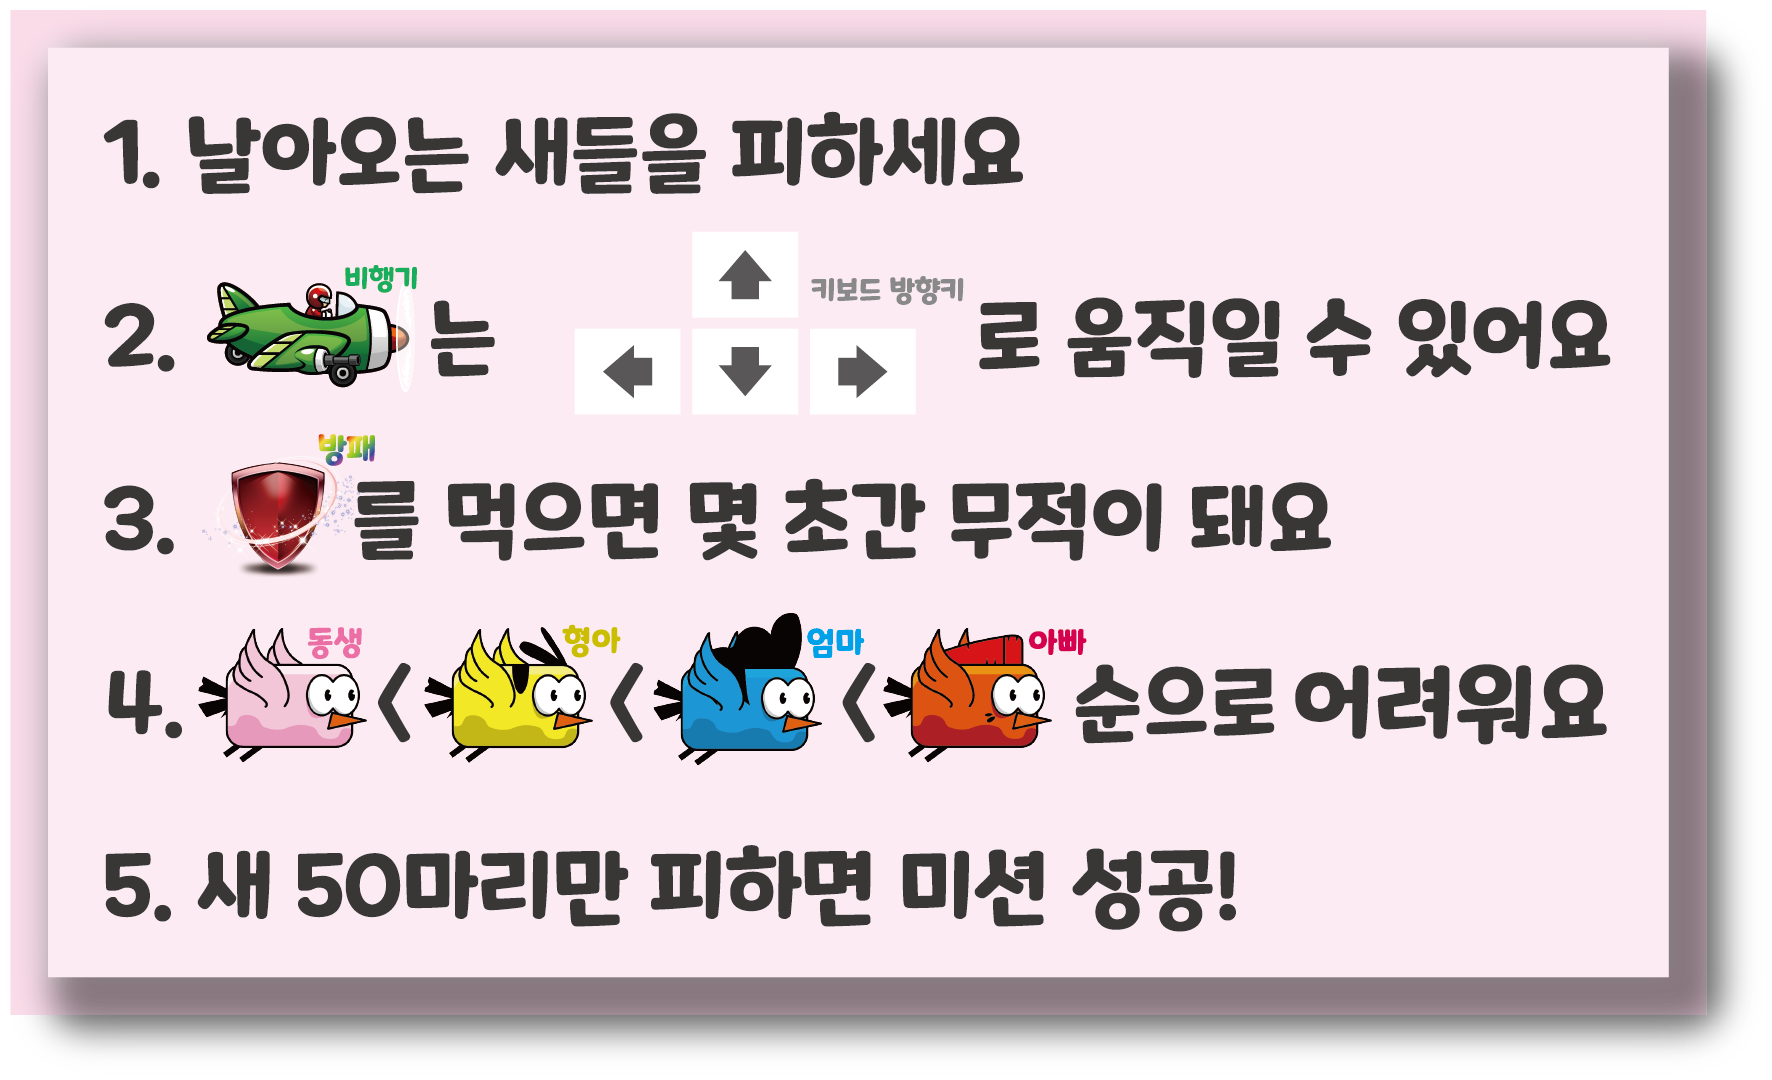 1. 날아오는 새들을 피하세요
2. 비행기 는 키보드 방향키 로 움직일 수 있어요
3. 방패 를 먹으면 몇 초간 무적이 돼요
4. 동생 < 형아 < 엄마 < 아빠 순으로 어려워요
5. 새 50마리만 피하면 미션 성공!